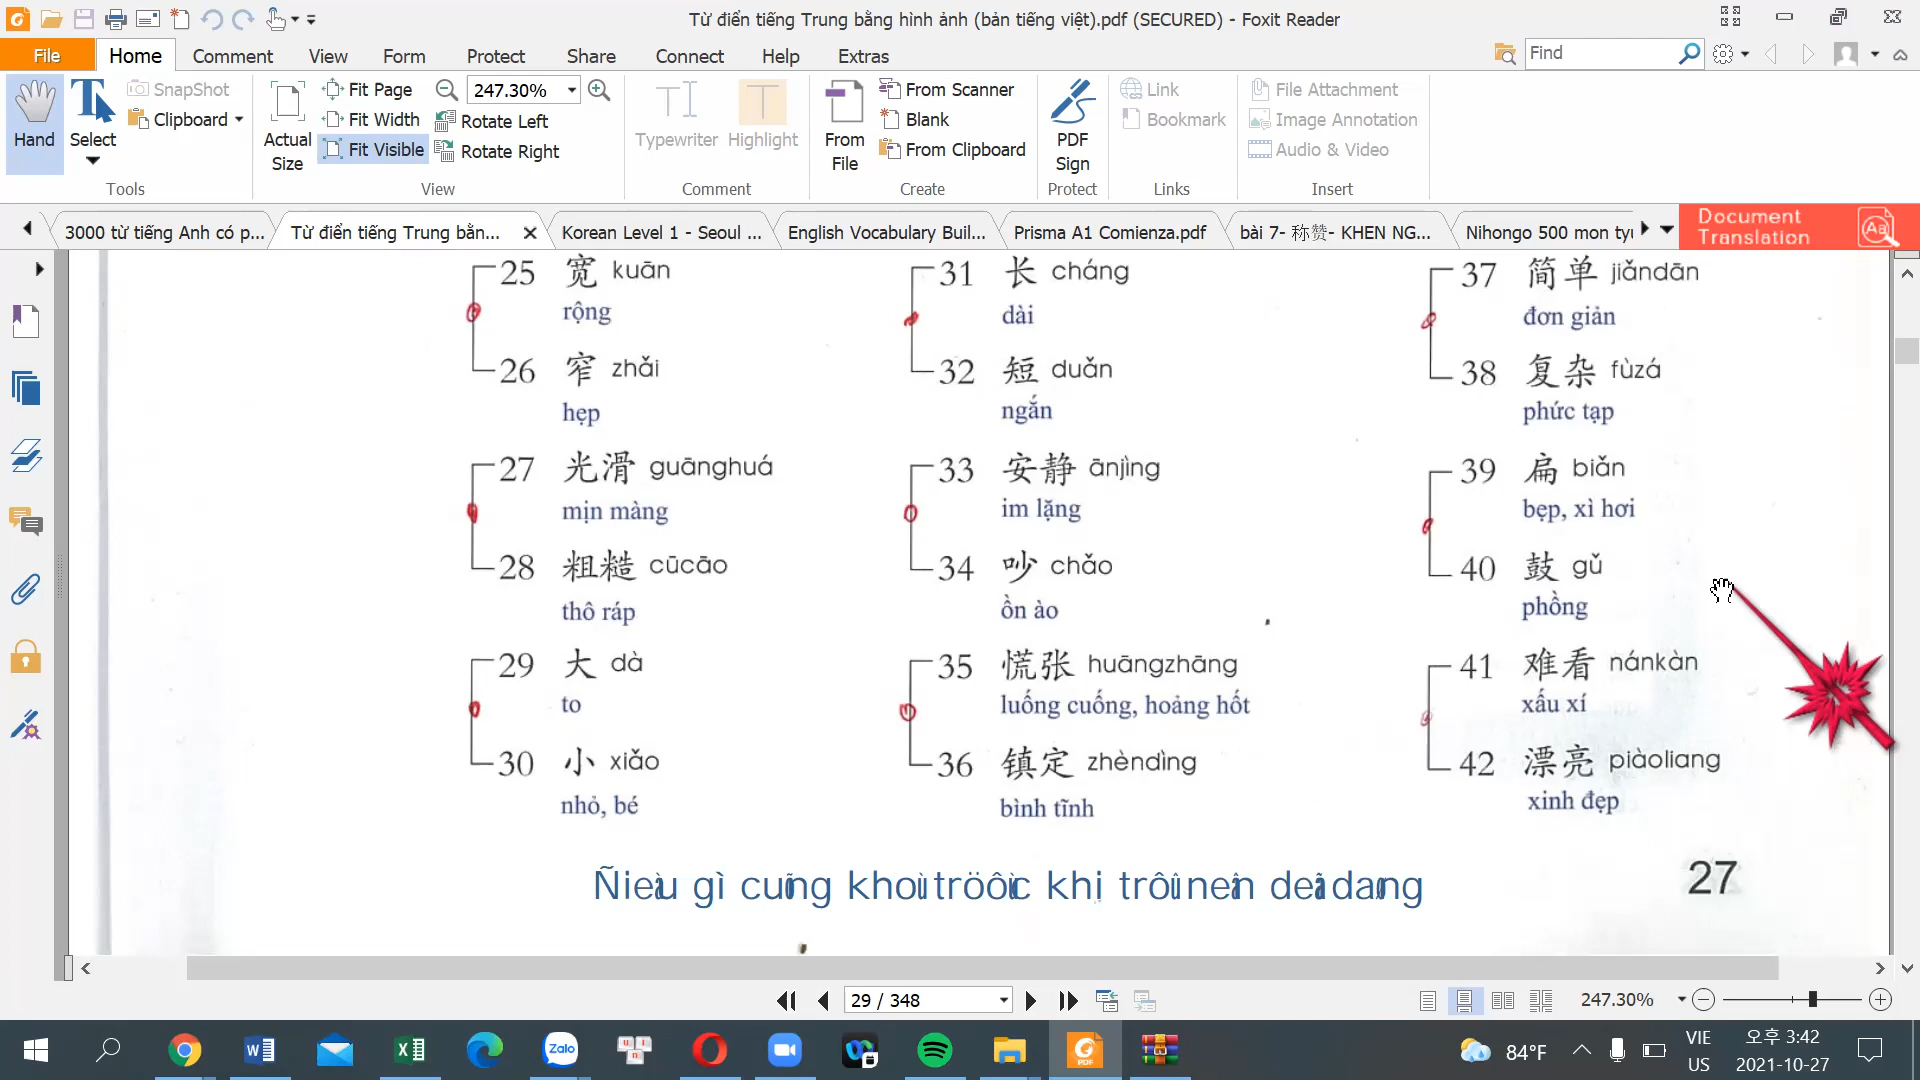 Từ điển tiếng Trung bằng hình ảnh (bản tiếng việt).pdf (SECURED) - Foxit Reader
File Home Comment View Form Protect Share Connect Help Extras
Find
Hand
Select
SnapShot
Clipboard
Tools
Actual Size
Fit Page
Fit Width
Fit Visible
247.30%
Rotate Left
Rotate Right
View
Typewriter
Highlight
Comment
From File
From Scanner
Blank
From Clipboard
Create
PDF Sign
Protect
Link
Bookmark
Links
File Attachment
Image Annotation
Audio & Video
Insert
3000 từ tiếng Anh có p...
Từ điển tiếng Trung bằn...
Korean Level 1 - Seoul ...
English Vocabulary Buil...
Prisma A1 Comienza.pdf
bài 7- 称赞- KHEN NG...
Nihongo 500 mon tyu
Document Translation
25 宽 kuān
rộng
26 窄 zhǎi
hẹp
27 光滑 guānghuá
mịn màng
28 粗糙 cūcāo
thô ráp
29 大 dà
to
30 小 xiǎo
nhỏ, bé
31 长 cháng
dài
32 短 duǎn
ngắn
33 安静 ānjìng
im lặng
34 吵 chǎo
ồn ào
35 慌张 huāngzhāng
luống cuống, hoảng hốt
36 镇定 zhèndìng
bình tĩnh
37 简单 jiǎndān
đơn giản
38 复杂 fùzá
phức tạp
39 扁 biǎn
bẹp, xì hơi
40 鼓 gǔ
phồng
41 难看 nánkàn
xấu xí
42 漂亮 piàoliang
xinh đẹp
27
29 / 348
247.30%
Zalo
84°F
VIE
US
오후 3:42
2021-10-27